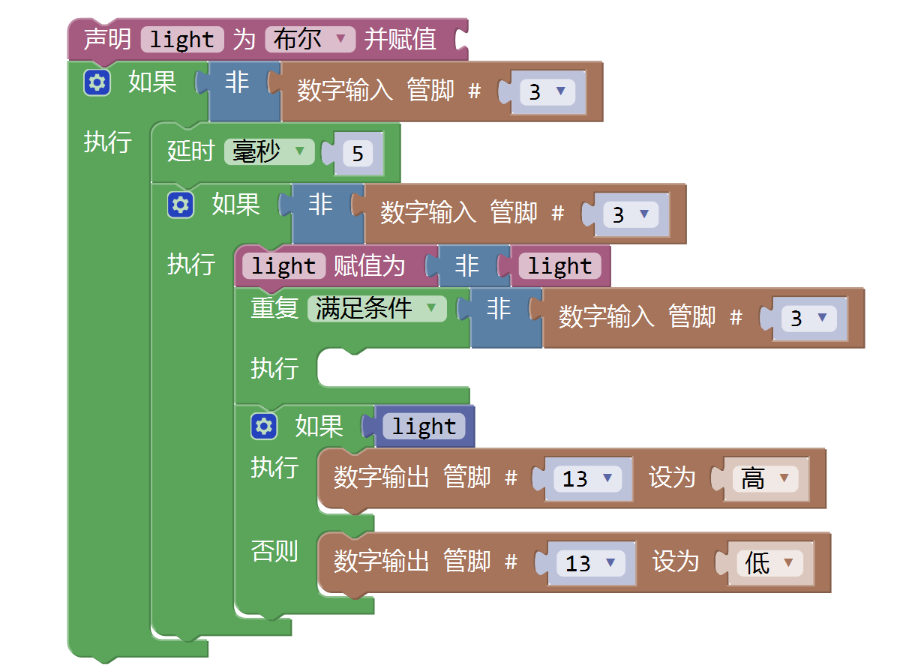 声明 light 为 布尔 并赋值
如果 非 数字输入 管脚 # 3
执行 延时 毫秒 5
如果 非 数字输入 管脚 # 3
执行 light 赋值为 非 light
重复 满足条件 非 数字输入 管脚 # 3
执行
如果 light
执行 数字输出 管脚 # 13 设为 高
否则 数字输出 管脚 # 13 设为 低